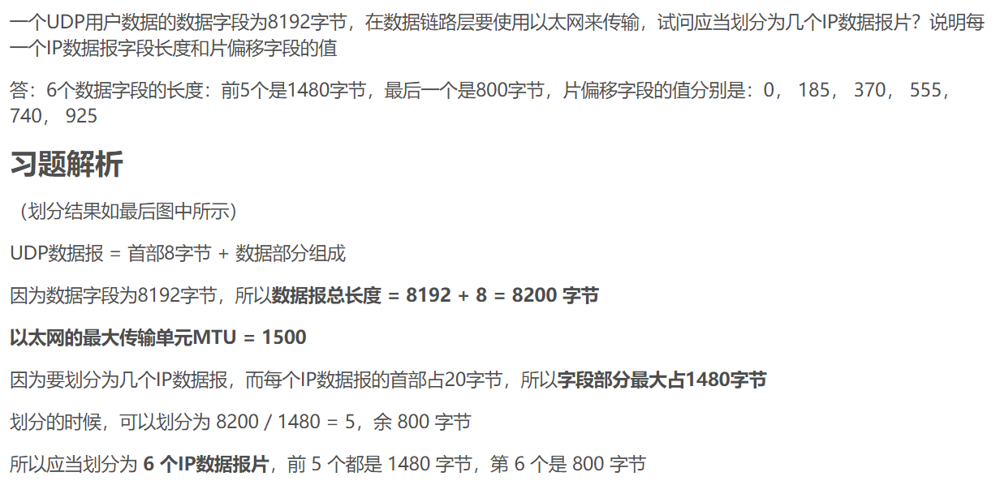 一个UDP用户数据的数据字段为8192字节，在数据链路层要使用以太网来传输，试问应当划分为几个IP数据报片？说明每
一个IP数据报字段长度和片偏移字段的值
答：6个数据字段的长度：前5个是1480字节，最后一个是800字节，片偏移字段的值分别是：0， 185， 370， 555，
740， 925
习题解析
（划分结果如最后图中所示）
UDP数据报 = 首部8字节 + 数据部分组成
因为数据字段为8192字节，所以数据报总长度 = 8192 + 8 = 8200 字节
以太网的最大传输单元MTU = 1500
因为要划分为几个IP数据报，而每个IP数据报的首部占20字节，所以字段部分最大占1480字节
划分的时候，可以划分为 8200 / 1480 = 5，余 800 字节
所以应当划分为 6 个IP数据报片，前 5 个都是 1480 字节，第 6 个是 800 字节